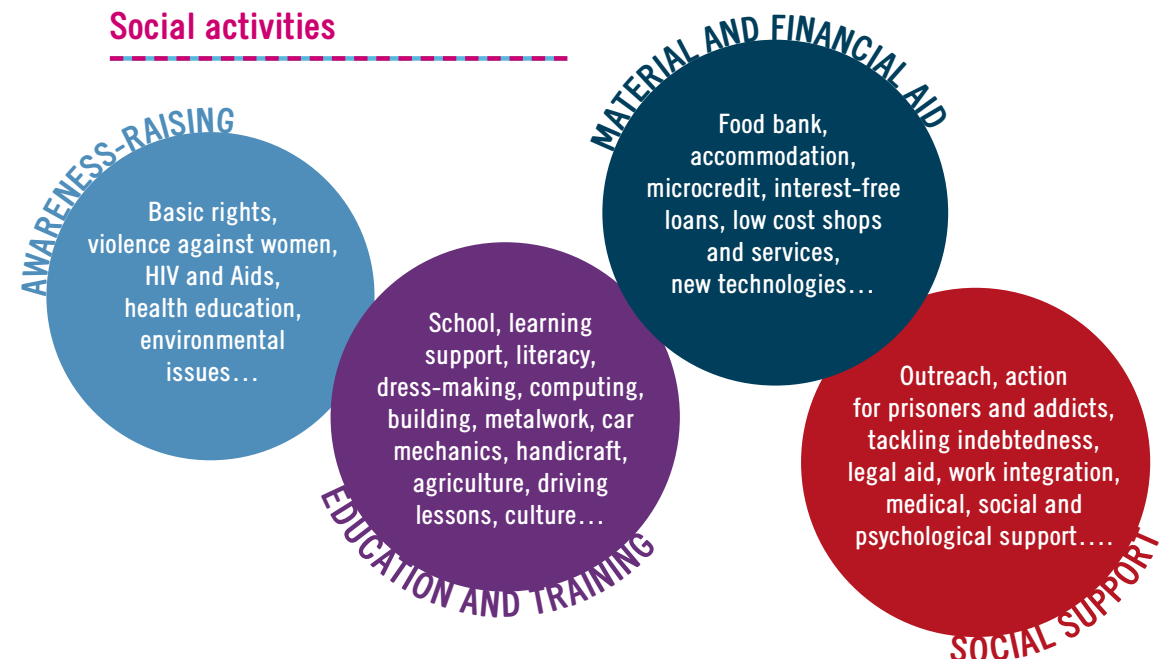 Social activities
AWARENESS-RAISING
Basic rights,
violence against women,
HIV and Aids,
health education,
environmental
issues…
EDUCATION AND TRAINING
School, learning
support, literacy,
dress-making, computing,
building, metalwork, car
mechanics, handicraft,
agriculture, driving
lessons, culture…
MATERIAL AND FINANCIAL AID
Food bank,
accommodation,
microcredit, interest-free
loans, low cost shops
and services,
new technologies…
SOCIAL SUPPORT
Outreach, action
for prisoners and addicts,
tackling indebtedness,
legal aid, work integration,
medical, social and
psychological support….